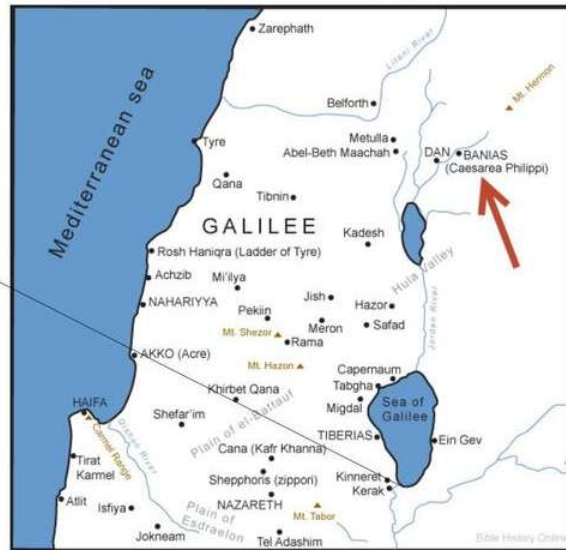 Zarephath
Litani River
Mt. Hermon
Belforth
Mediterranean sea
Tyre
Metulla
Abel-Beth Maachah
DAN
BANIAS
(Caesarea Philippi)
Qana
Tibnin
GALILEE
Kadesh
Rosh Haniqra (Ladder of Tyre)
Hula Valley
Achzib
Mi'ilya
NAHARIYYA
Jish
Hazor
Jordan River
Pekiin
Meron
Safad
Mt. Shezor
Rama
AKKO (Acre)
Mt. Hazon
Capernaum
Tabgha
Khirbet Qana
Migdal
Sea of
Galilee
HAIFA
Carmel Range
Qishon River
Shefar'im
Plain of el-Battauf
TIBERIAS
Ein Gev
Cana (Kafr Khanna)
Tirat
Karmel
Shepphoris (zippori)
Kinneret
Kerak
Atlit
Isfiya
NAZARETH
Mt. Tabor
Plain of
Esdraelon
Jokneam
Tel Adashim
Bible History Online